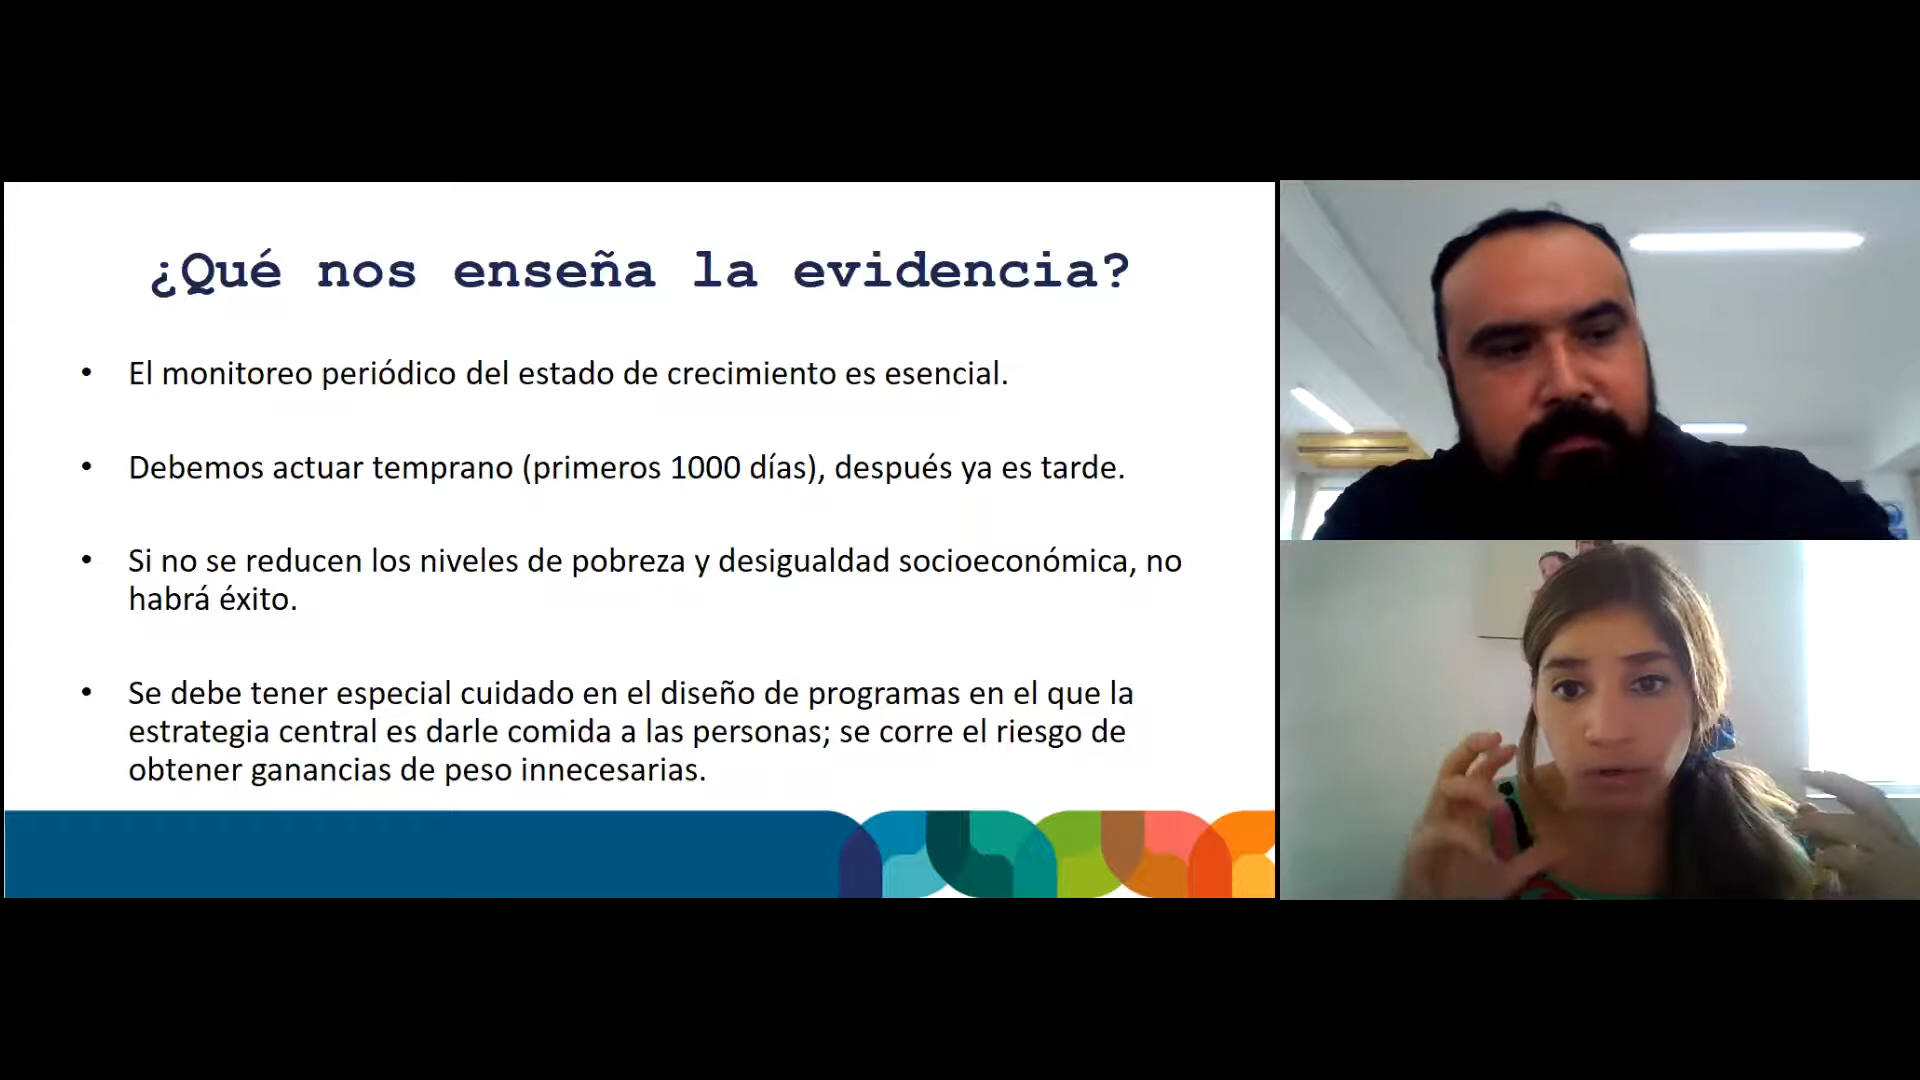 ¿Qué nos enseña la evidencia?
• El monitoreo periódico del estado de crecimiento es esencial.
• Debemos actuar temprano (primeros 1000 días), después ya es tarde.
• Si no se reducen los niveles de pobreza y desigualdad socioeconómica, no
habrá éxito.
• Se debe tener especial cuidado en el diseño de programas en el que la
estrategia central es darle comida a las personas; se corre el riesgo de
obtener ganancias de peso innecesarias.